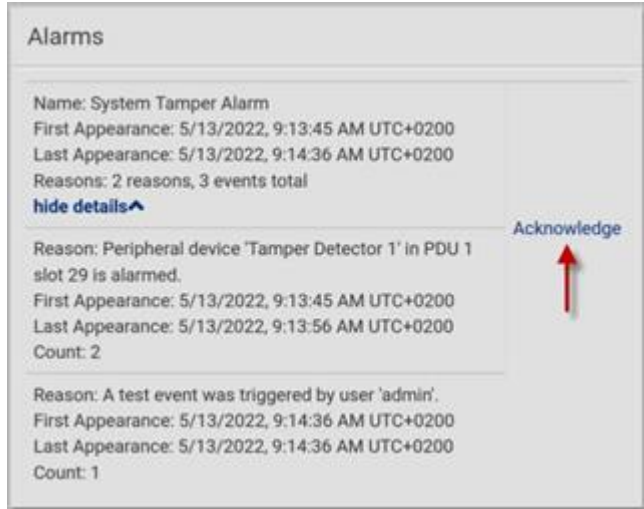 Alarms
Name: System Tamper Alarm
First Appearance: 5/13/2022, 9:13:45 AM UTC+0200
Last Appearance: 5/13/2022, 9:14:36 AM UTC+0200
Reasons: 2 reasons, 3 events total
hide details
Acknowledge
Reason: Peripheral device 'Tamper Detector 1' in PDU 1
slot 29 is alarmed.
First Appearance: 5/13/2022, 9:13:45 AM UTC+0200
Last Appearance: 5/13/2022, 9:13:56 AM UTC+0200
Count: 2
Reason: A test event was triggered by user 'admin'.
First Appearance: 5/13/2022, 9:14:36 AM UTC+0200
Last Appearance: 5/13/2022, 9:14:36 AM UTC+0200
Count: 1